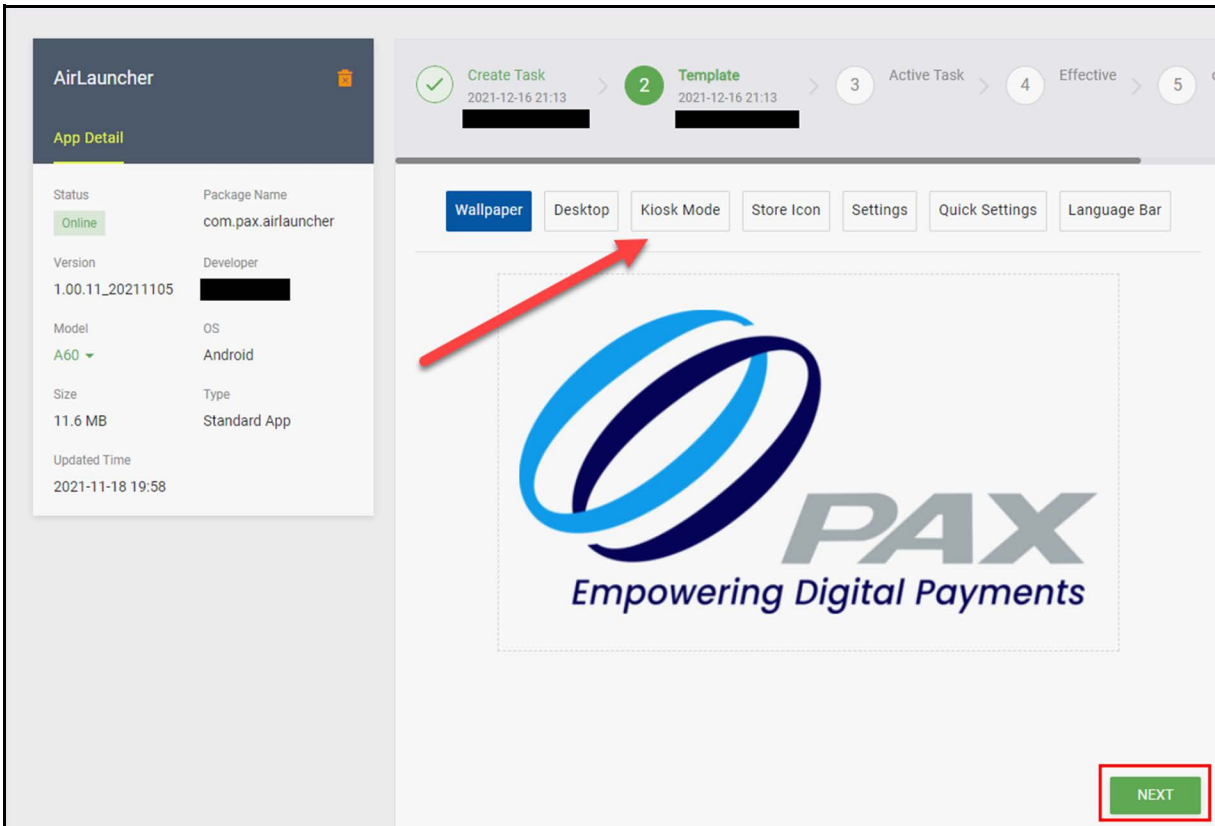 AirLauncher
App Detail
Status Package Name
Online com.pax.airlauncher
Version Developer
1.00.11_20211105
Model OS
A60 Android
Size Type
11.6 MB Standard App
Updated Time
2021-11-18 19:58
Create Task
2021-12-16 21:13
2 Template
2021-12-16 21:13
3 Active Task
4 Effective
5
Wallpaper Desktop Kiosk Mode Store Icon Settings Quick Settings Language Bar
PAX
Empowering Digital Payments
NEXT